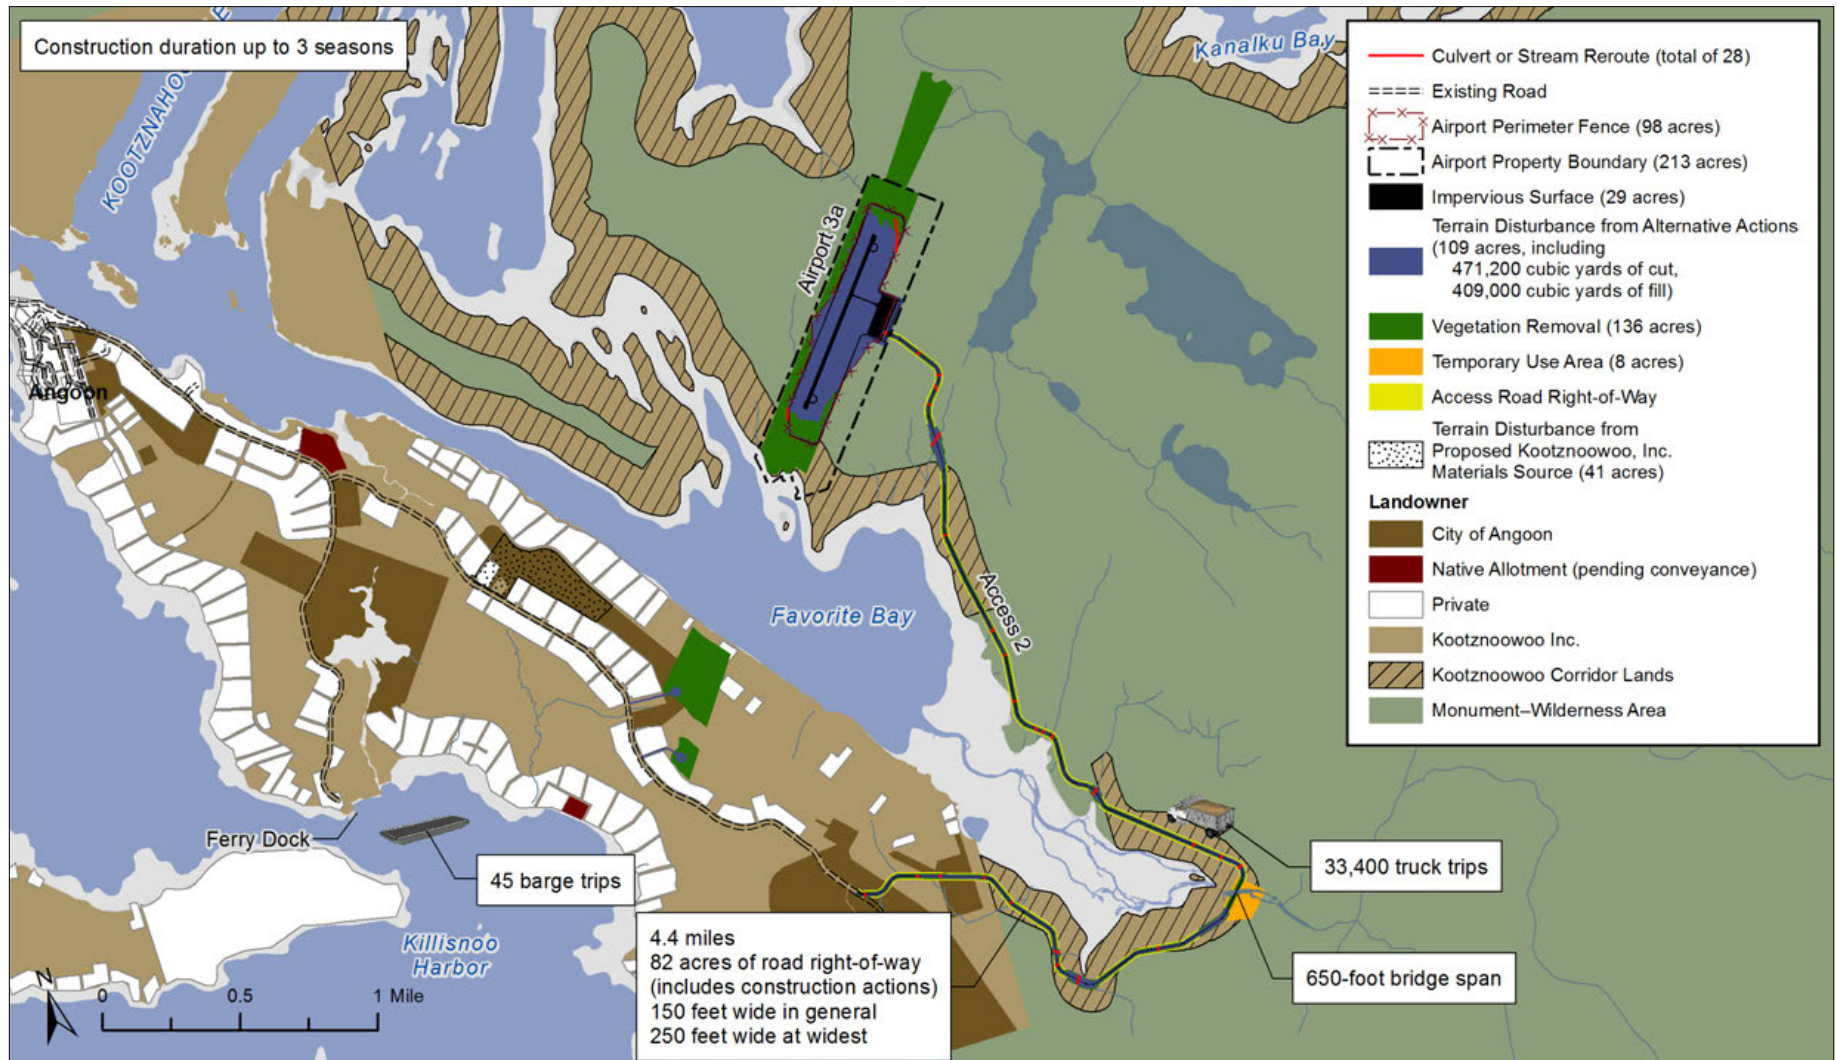 Construction duration up to 3 seasons
KOOTZNAHOO
Kanalku Bay
Culvert or Stream Reroute (total of 28)
Existing Road
Airport Perimeter Fence (98 acres)
Airport Property Boundary (213 acres)
Impervious Surface (29 acres)
Terrain Disturbance from Alternative Actions
(109 acres, including
471,200 cubic yards of cut,
409,000 cubic yards of fill)
Vegetation Removal (136 acres)
Temporary Use Area (8 acres)
Access Road Right-of-Way
Terrain Disturbance from
Proposed Kootznoowoo, Inc.
Materials Source (41 acres)
Landowner
City of Angoon
Native Allotment (pending conveyance)
Private
Kootznoowoo Inc.
Kootznoowoo Corridor Lands
Monument–Wilderness Area
Airport 3a
Angoon
Access 2
Favorite Bay
Ferry Dock
45 barge trips
33,400 truck trips
650-foot bridge span
4.4 miles
82 acres of road right-of-way
(includes construction actions)
150 feet wide in general
250 feet wide at widest
Killisnoo
Harbor
N
0 0.5 1 Mile